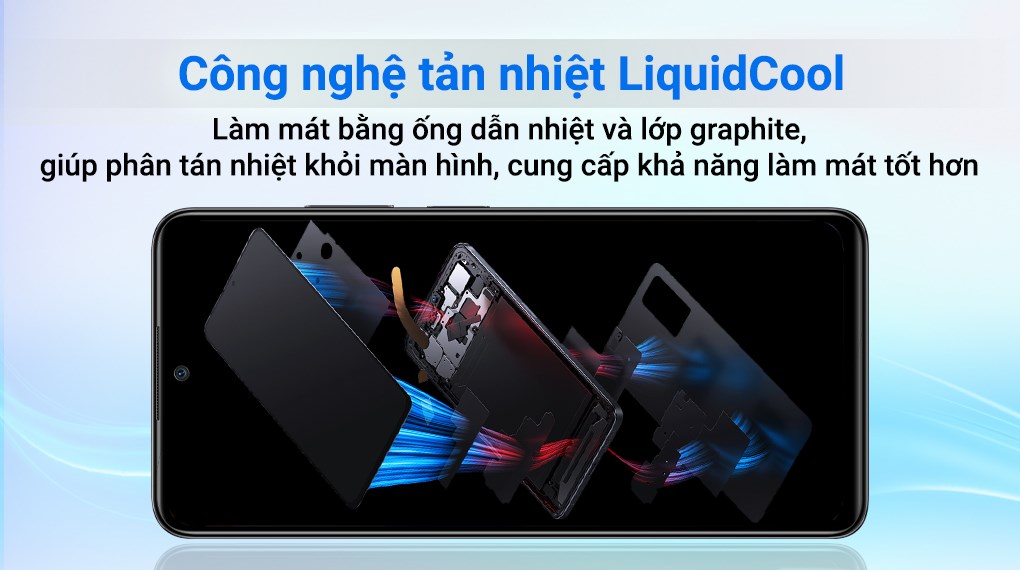 Công nghệ tản nhiệt LiquidCool
Làm mát bằng ống dẫn nhiệt và lớp graphite,
giúp phân tán nhiệt khỏi màn hình, cung cấp khả năng làm mát tốt hơn